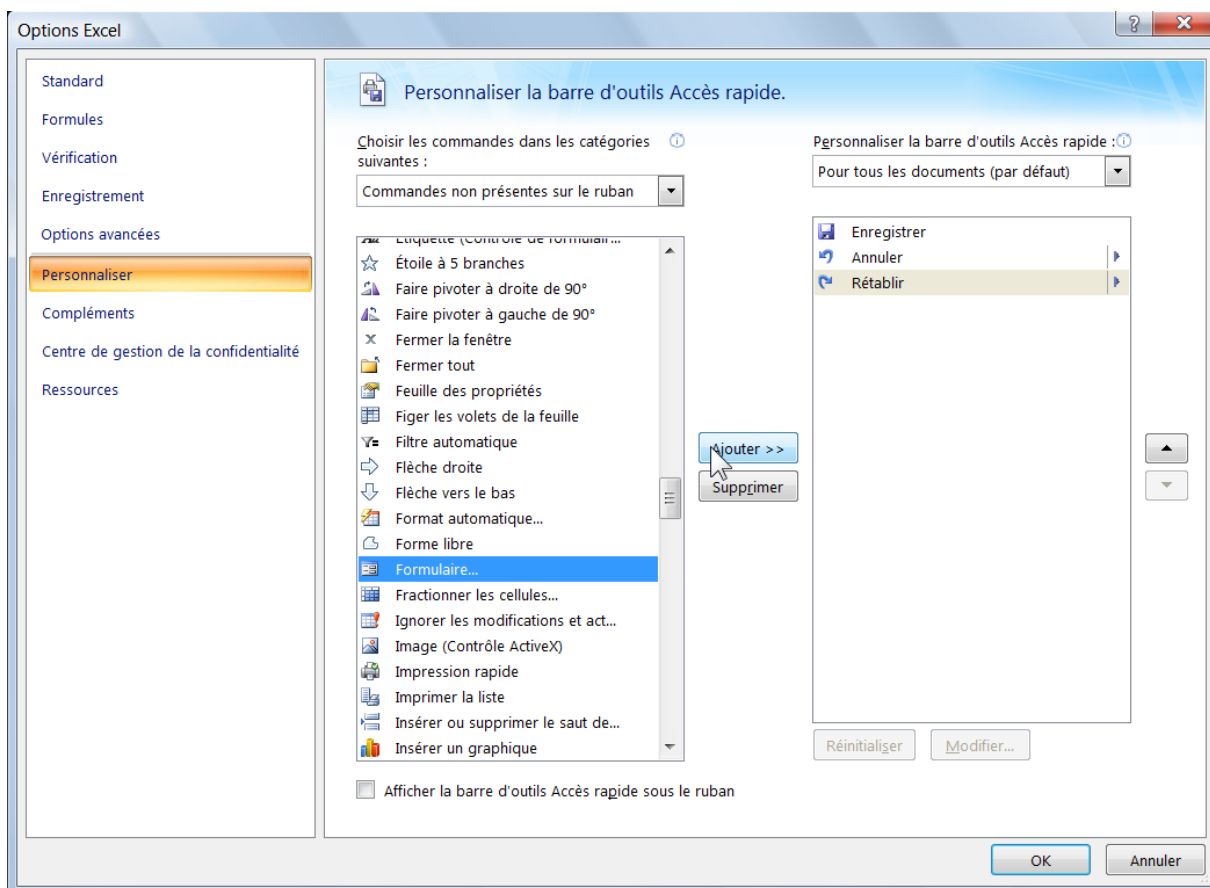 Options Excel
Standard
Formules
Vérification
Enregistrement
Options avancées
Personnaliser
Compléments
Centre de gestion de la confidentialité
Ressources
Personnaliser la barre d'outils Accès rapide.
Choisir les commandes dans les catégories
suivantes :
Commandes non présentes sur le ruban
Étiquette (Contrôle de formulair...
Étoile à 5 branches
Faire pivoter à droite de 90°
Faire pivoter à gauche de 90°
Fermer la fenêtre
Fermer tout
Feuille des propriétés
Figer les volets de la feuille
Filtre automatique
Flèche droite
Flèche vers le bas
Format automatique...
Forme libre
Formulaire...
Fractionner les cellules...
Ignorer les modifications et act...
Image (Contrôle ActiveX)
Impression rapide
Imprimer la liste
Insérer ou supprimer le saut de...
Insérer un graphique
Afficher la barre d'outils Accès rapide sous le ruban
Ajouter >>
Supprimer
Personnaliser la barre d'outils Accès rapide :
Pour tous les documents (par défaut)
Enregistrer
Annuler
Rétablir
Réinitialiser
Modifier...
OK
Annuler